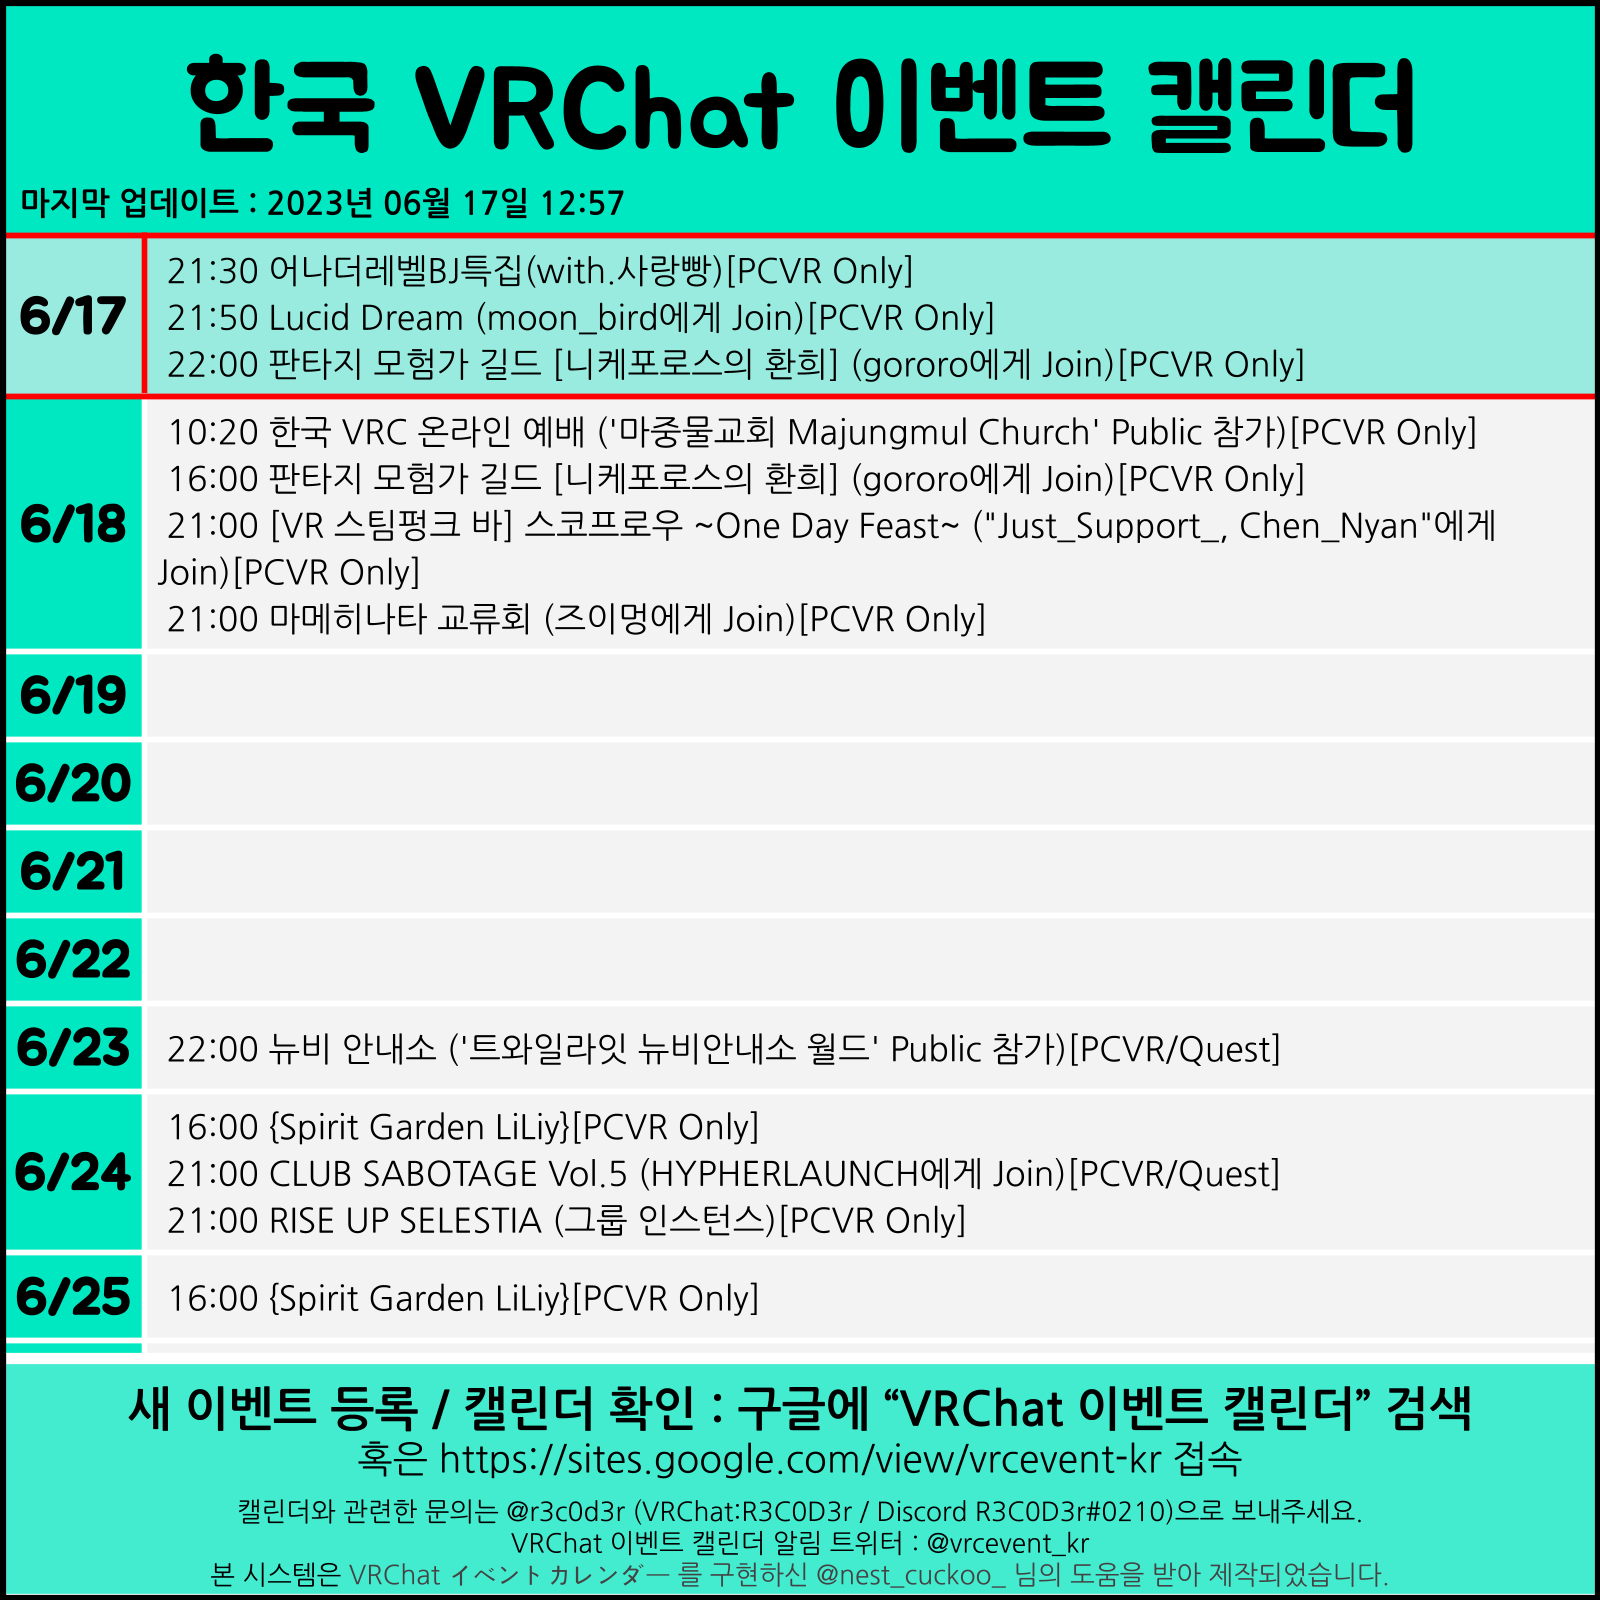 한국 VRChat 이벤트 캘린더
마지막 업데이트 : 2023년 06월 17일 12:57
6/17
21:30 어나더레벨BJ특집(with.사랑빵)[PCVR Only]
21:50 Lucid Dream (moon_bird에게 Join)[PCVR Only]
22:00 판타지 모험가 길드 [니케포로스의 환희] (gororo에게 Join)[PCVR Only]
6/18
10:20 한국 VRC 온라인 예배 ('마중물교회 Majungmul Church' Public 참가)[PCVR Only]
16:00 판타지 모험가 길드 [니케포로스의 환희] (gororo에게 Join)[PCVR Only]
21:00 [VR 스팀펑크 바] 스코프로우 ~One Day Feast~ ("Just_Support_, Chen_Nyan"에게
Join)[PCVR Only]
21:00 마메히나타 교류회 (즈이멍에게 Join)[PCVR Only]
6/19
6/20
6/21
6/22
6/23
22:00 뉴비 안내소 ('트와일라잇 뉴비안내소 월드' Public 참가)[PCVR/Quest]
6/24
16:00 {Spirit Garden LiLiy}[PCVR Only]
21:00 CLUB SABOTAGE Vol.5 (HYPHERLAUNCH에게 Join)[PCVR/Quest]
21:00 RISE UP SELESTIA (그룹 인스턴스)[PCVR Only]
6/25
16:00 {Spirit Garden LiLiy}[PCVR Only]
새 이벤트 등록 / 캘린더 확인 : 구글에 “VRChat 이벤트 캘린더” 검색
혹은 https://sites.google.com/view/vrcevent-kr 접속
캘린더와 관련한 문의는 @r3c0d3r (VRChat:R3C0D3r / Discord R3C0D3r#0210)으로 보내주세요.
VRChat 이벤트 캘린더 알림 트위터 : @vrcevent_kr
본 시스템은 VRChat イベントカレンダー 를 구현하신 @nest_cuckoo_ 님의 도움을 받아 제작되었습니다.